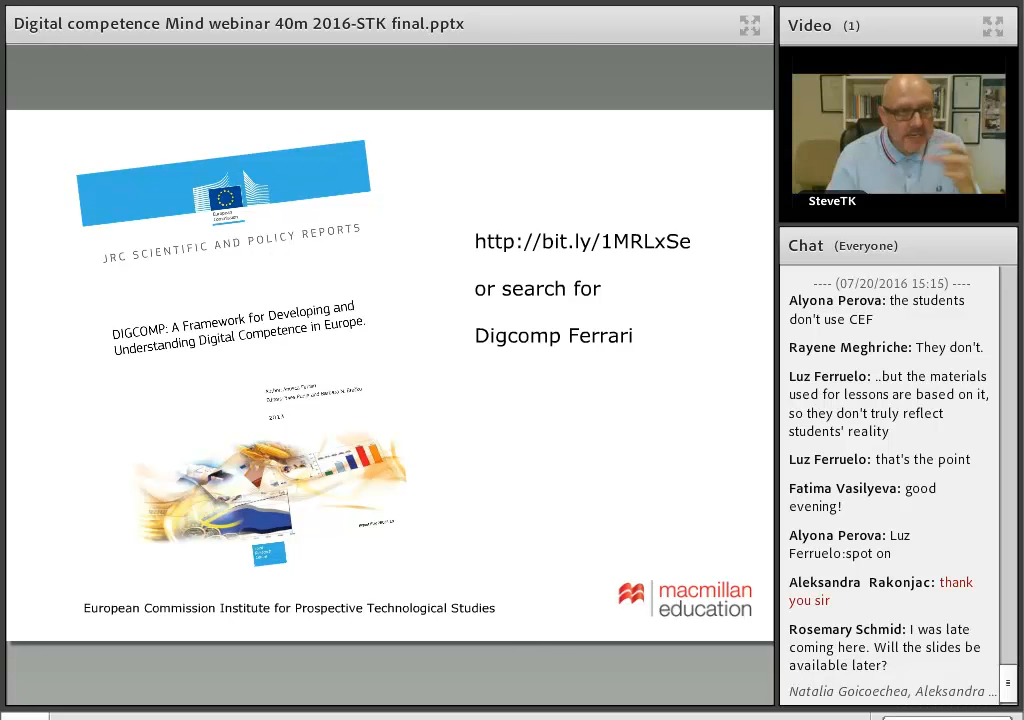 Digital competence Mind webinar 40m 2016-STK final.pptx
European
Commission
JRC SCIENTIFIC AND POLICY REPORTS
DIGCOMP: A Framework for Developing and
Understanding Digital Competence in Europe.
2013
http://bit.ly/1MRLxSe
or search for
Digcomp Ferrari
European Commission Institute for Prospective Technological Studies
macmillan
education
Video (1)
SteveTK
Chat (Everyone)
---- (07/20/2016 15:15) ----
Alyona Perova: the students
don't use CEF
Rayene Meghriche: They don't.
Luz Ferruelo: ..but the materials
used for lessons are based on it,
so they don't truly reflect
students' reality
Luz Ferruelo: that's the point
Fatima Vasilyeva: good
evening!
Alyona Perova: Luz
Ferruelo:spot on
Aleksandra Rakonjac: thank
you sir
Rosemary Schmid: I was late
coming here. Will the slides be
available later?
Natalia Goicoechea, Aleksandra ...